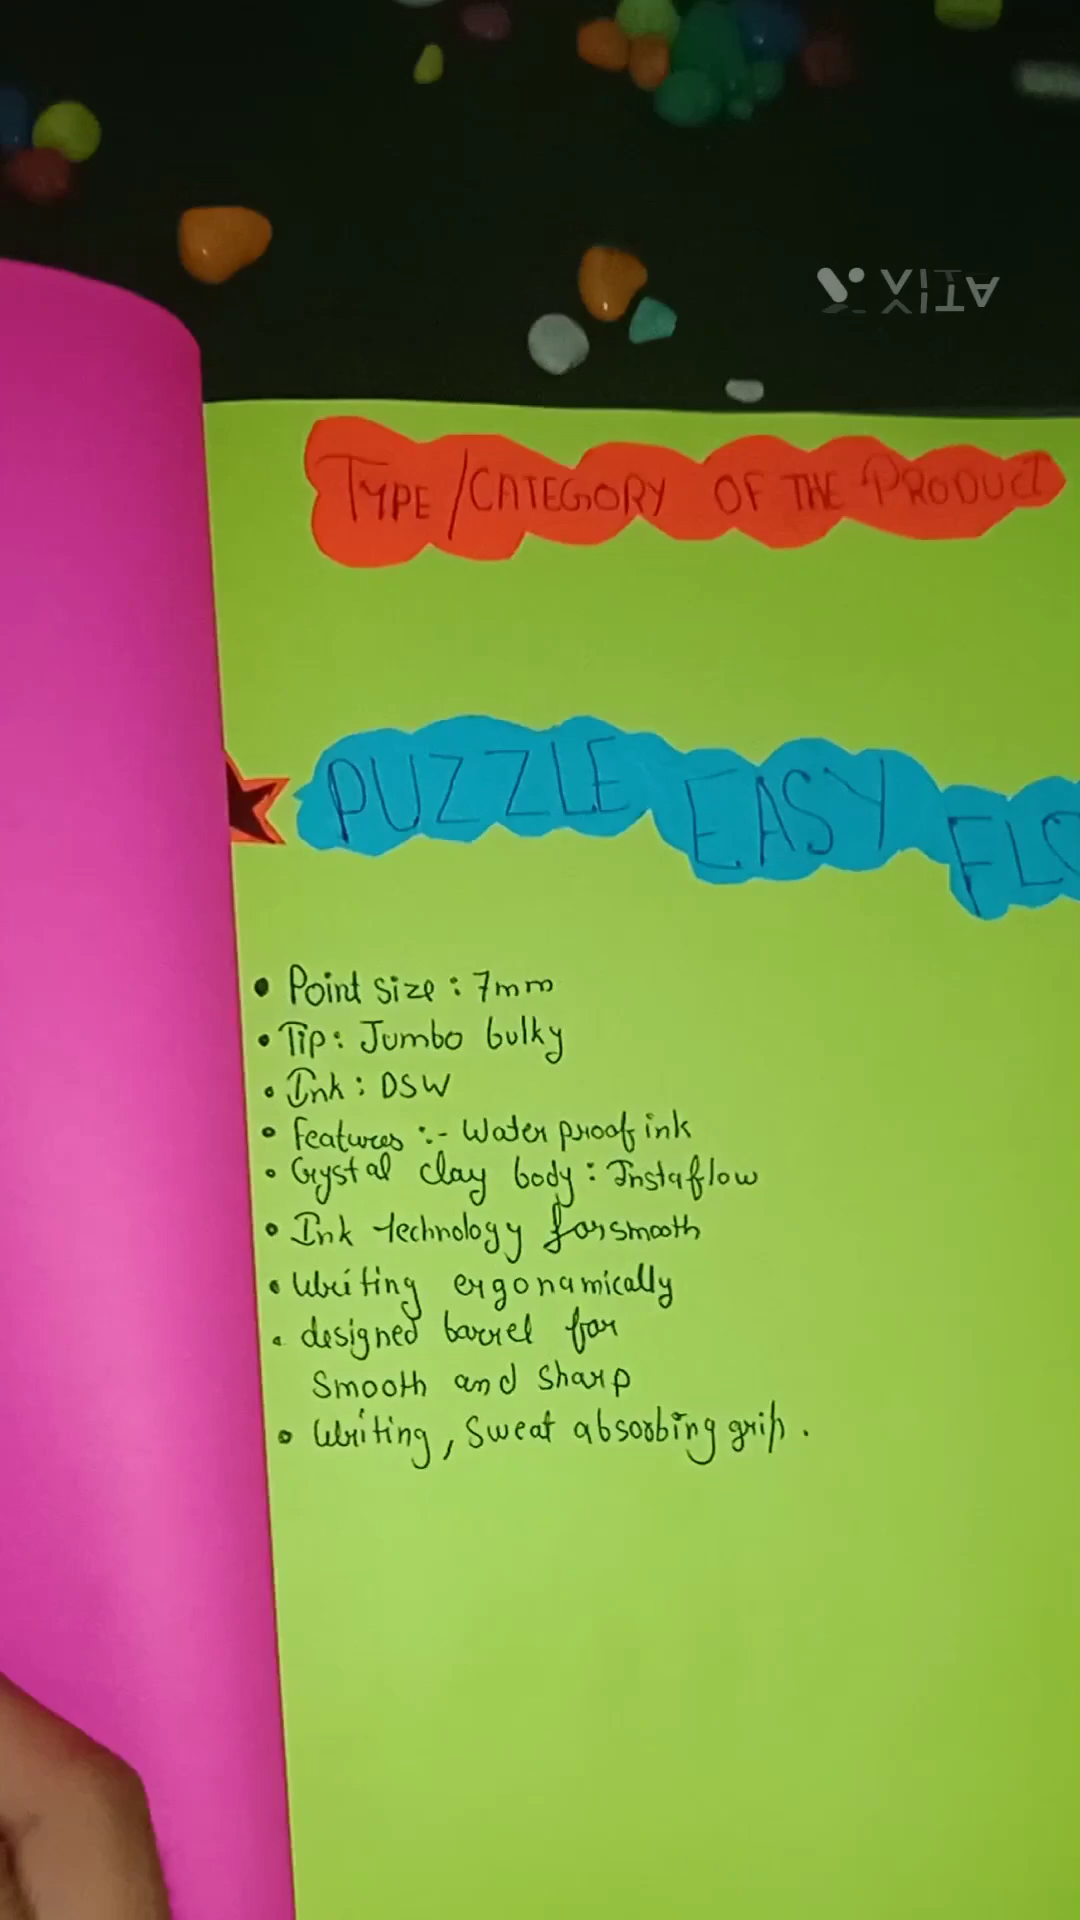 VITA
TYPE/CATEGORY OF THE PRODUCT
PUZZLE EASY FLO
• Point size : 7mm
• Tip: Jumbo bulky
• Ink : DSW
• Features :- Waterproof ink
• Crystal clay body : Instaflow
• Ink technology for smooth
• Writing ergonamically
• designed barrel for
smooth and sharp
• Writing, Sweat absorbing grip.